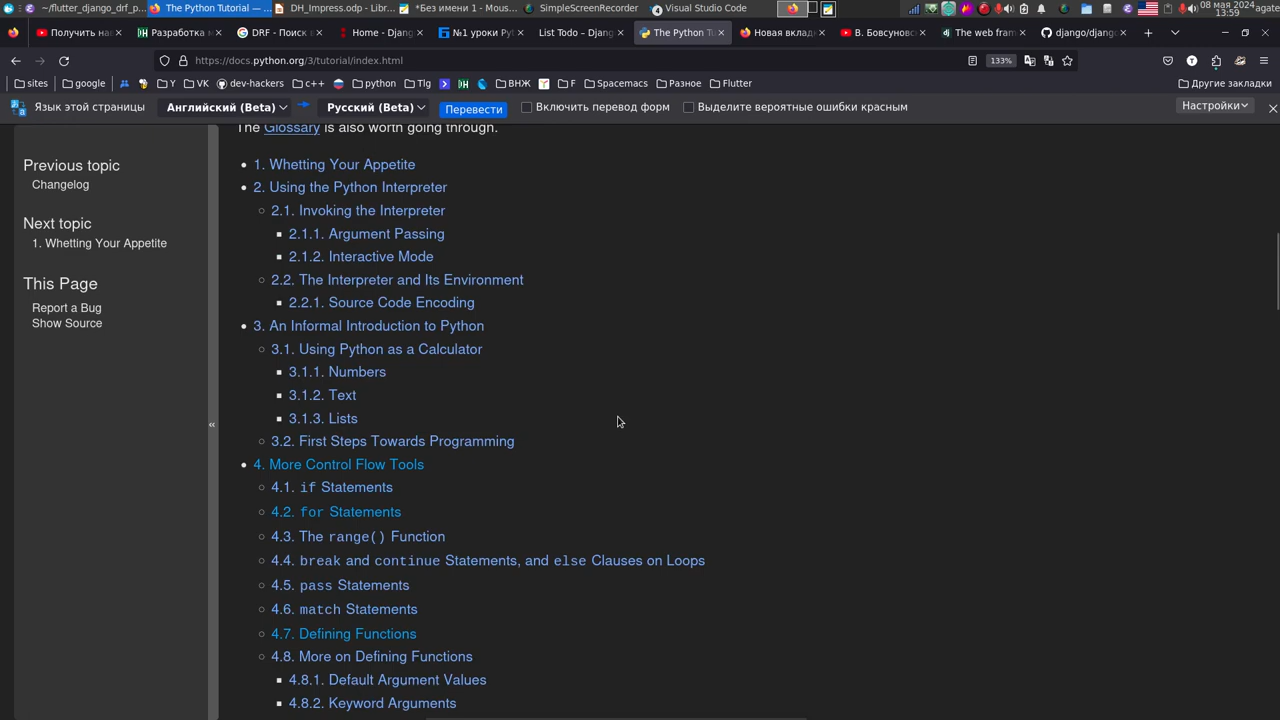 ~/flutter_django_drf_p...
The Python Tutorial — ...
DH_Impress.odp - Libr...
*Без имени 1 - Mous...
SimpleScreenRecorder
Visual Studio Code
08 мая 2024
13:59
agate
Получить на
Разработка м
DRF - Поиск в
Home - Djang
№1 уроки Pyt
List Todo – Djang
The Python Tu
Новая вклад
В. Бовсуновс
The web fram
django/djang
https://docs.python.org/3/tutorial/index.html
133%
sites
google
Y
VK
dev-hackers
c++
python
Tlg
ВНЖ
F
Spacemacs
Разное
Flutter
Другие закладки
Язык этой страницы
Английский (Beta)
Русский (Beta)
Перевести
Включить перевод форм
Выделите вероятные ошибки красным
Настройки
Previous topic
Changelog
Next topic
1. Whetting Your Appetite
This Page
Report a Bug
Show Source
«
The Glossary is also worth going through.
1. Whetting Your Appetite
2. Using the Python Interpreter
2.1. Invoking the Interpreter
2.1.1. Argument Passing
2.1.2. Interactive Mode
2.2. The Interpreter and Its Environment
2.2.1. Source Code Encoding
3. An Informal Introduction to Python
3.1. Using Python as a Calculator
3.1.1. Numbers
3.1.2. Text
3.1.3. Lists
3.2. First Steps Towards Programming
4. More Control Flow Tools
4.1. if Statements
4.2. for Statements
4.3. The range() Function
4.4. break and continue Statements, and else Clauses on Loops
4.5. pass Statements
4.6. match Statements
4.7. Defining Functions
4.8. More on Defining Functions
4.8.1. Default Argument Values
4.8.2. Keyword Arguments